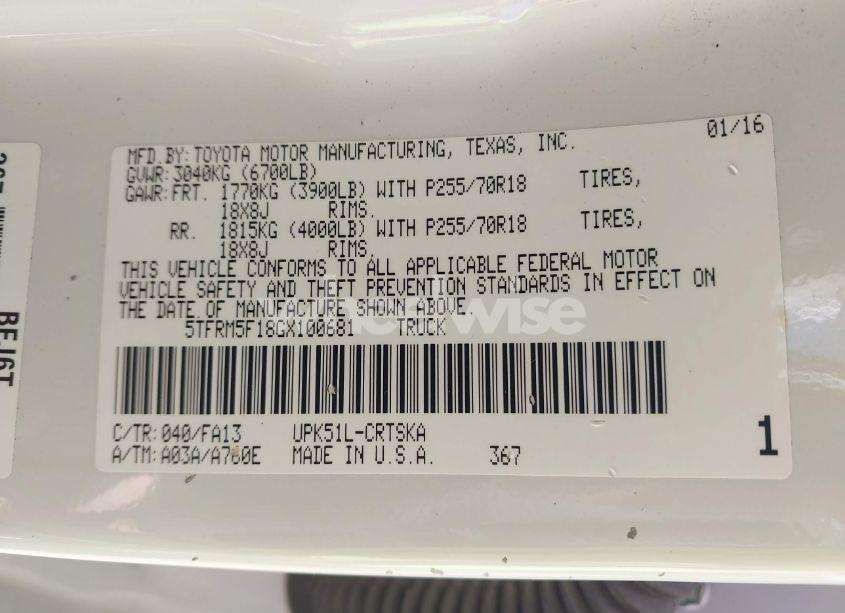 01/16
MFD.BY:TOYOTA MOTOR MANUFACTURING, TEXAS, INC.
GVWR:3040KG (6700LB)
GAWR:FRT. 1770KG (3900LB) WITH P255/70R18 TIRES,
18X8J RIMS.
RR. 1815KG (4000LB) WITH P255/70R18 TIRES,
18X8J RIMS.
THIS VEHICLE CONFORMS TO ALL APPLICABLE FEDERAL MOTOR
VEHICLE SAFETY AND THEFT PREVENTION STANDARDS IN EFFECT ON
THE DATE OF MANUFACTURE SHOWN ABOVE.
5TFRM5F18GX100681 TRUCK
C/TR:040/FA13 UPK51L-CRTSKA
A/TM:A03A/A760E MADE IN U.S.A. 367
1